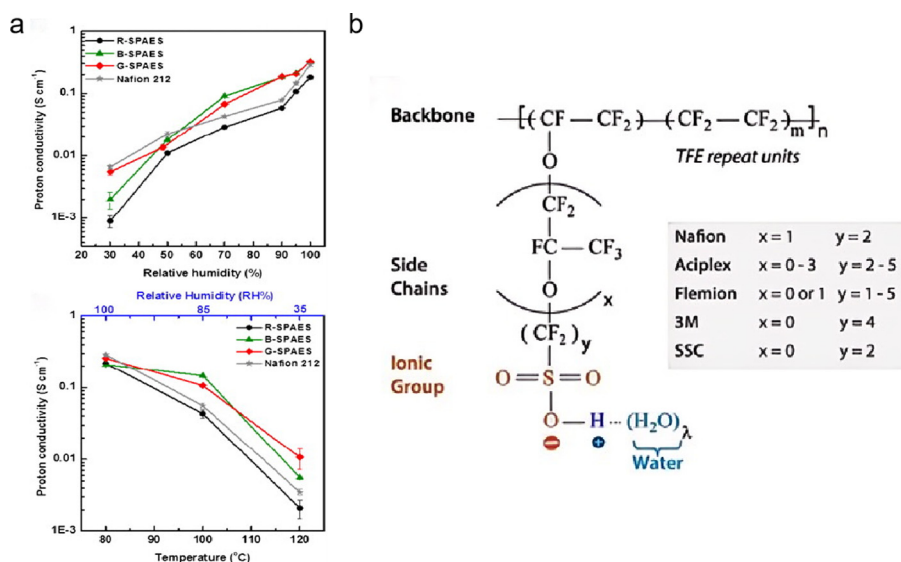 a
R-SPAES
B-SPAES
G-SPAES
Nafion 212
Proton conductivity (S cm⁻¹)
1
0.1
0.01
1E-3
20 30 40 50 60 70 80 90 100
Relative humidity (%)
Relative Humidity (RH%)
100 85 35
R-SPAES
B-SPAES
G-SPAES
Nafion 212
Proton conductivity (S cm⁻¹)
1
0.1
0.01
1E-3
80 90 100 110 120
Temperature (°C)
b
Backbone
[(CF — CF₂)—(CF₂ — CF₂)ₘ]ₙ
TFE repeat units
O
CF₂
FC — CF₃
Side
Chains
O
x
(CF₂)y
Ionic
Group
O = S = O
O — H ··· (H₂O)λ
Water
Nafion x = 1 y = 2
Aciplex x = 0 - 3 y = 2 - 5
Flemion x = 0 or 1 y = 1 - 5
3M x = 0 y = 4
SSC x = 0 y = 2